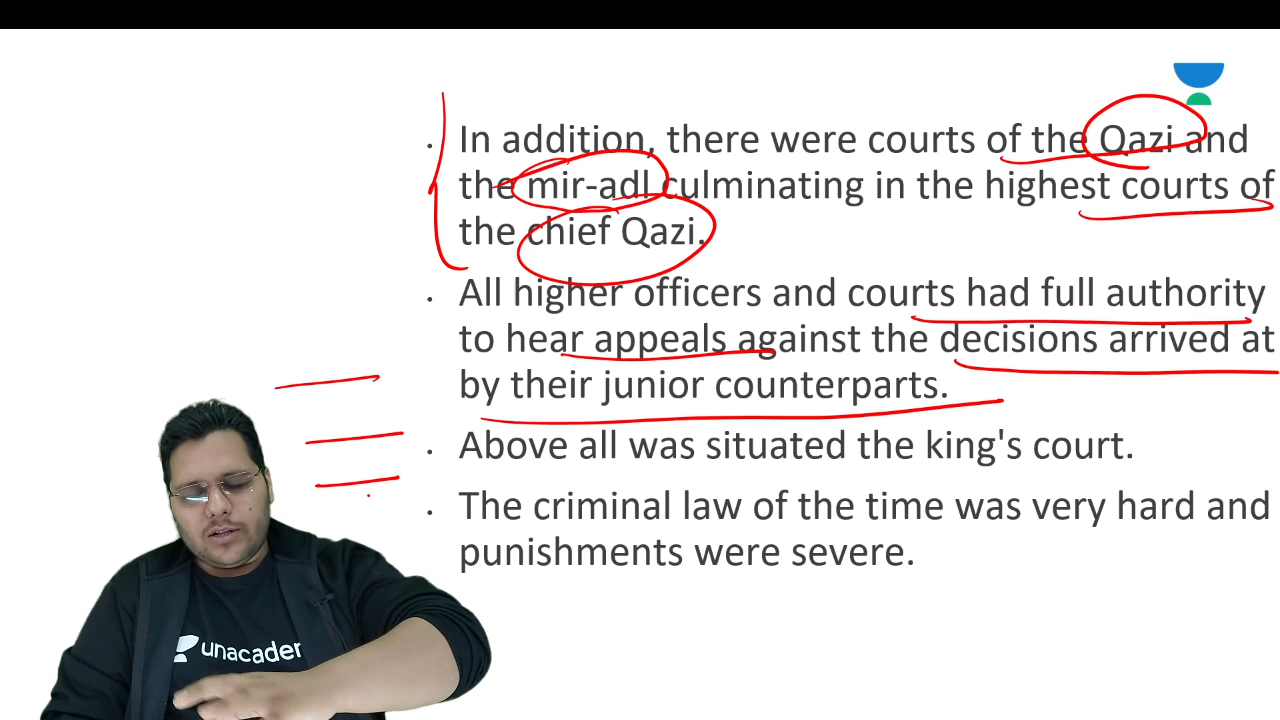 In addition, there were courts of the Qazi and
the mir-adl culminating in the highest courts of
the chief Qazi.
All higher officers and courts had full authority
to hear appeals against the decisions arrived at
by their junior counterparts.
Above all was situated the king's court.
The criminal law of the time was very hard and
punishments were severe.
unacader